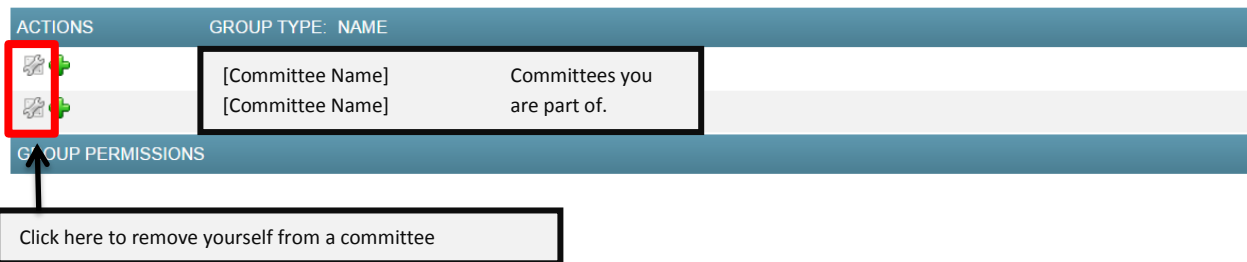 ACTIONS GROUP TYPE: NAME
[Committee Name] Committees you
[Committee Name] are part of.
GROUP PERMISSIONS
Click here to remove yourself from a committee